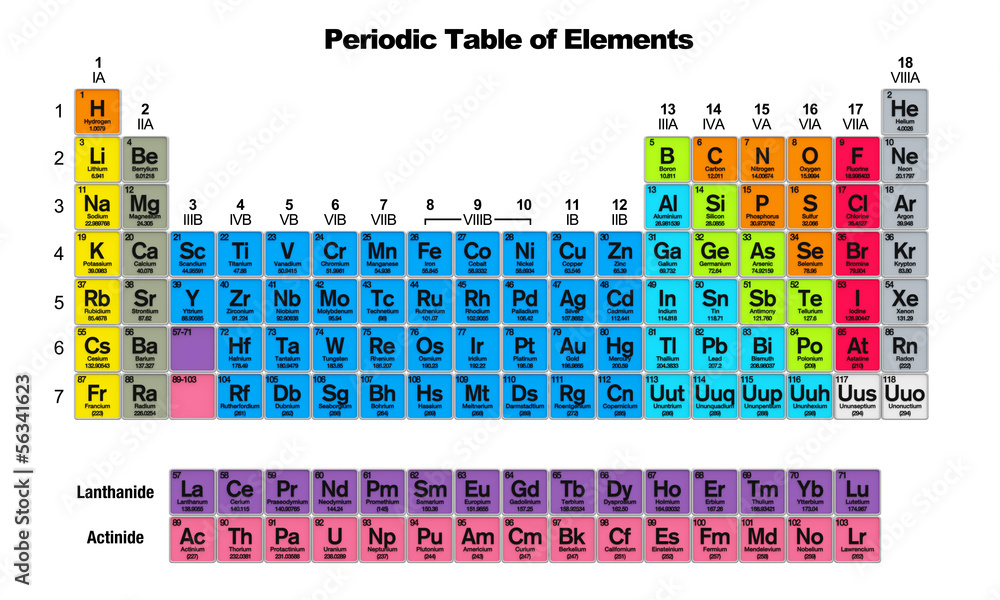 Periodic Table of Elements
1 18
IA VIIIA
1 2
1 H 2 13 14 15 16 17 He
Hydrogen IIA IIIA IVA VA VIA VIIA Helium
1.0079 4.0026
3 4 5 6 7 8 9 10
2 Li Be B C N O F Ne
Lithium Beryllium Boron Carbon Nitrogen Oxygen Fluorine Neon
6.941 9.01218 10.811 12.011 14.00674 15.9994 18.998403 20.1797
11 12 13 14 15 16 17 18
3 Na Mg 3 4 5 6 7 8 9 10 11 12 Al Si P S Cl Ar
Sodium Magnesium IIIB IVB VB VIB VIIB VIIIB IB IIB Aluminium Silicon Phosphorus Sulfur Chlorine Argon
22.989768 24.305 26.981539 28.0855 30.973762 32.066 39.948
19 20 21 22 23 24 25 26 27 28 29 30 31 32 33 34 35 36
4 K Ca Sc Ti V Cr Mn Fe Co Ni Cu Zn Ga Ge As Se Br Kr
Potassium Calcium Scandium Titanium Vanadium Chromium Manganese Iron Cobalt Nickel Copper Zinc Galium Germanium Arsenic Selenium Bromine Krypton
39.0983 40.078 44.95591 47.88 50.9415 51.9961 54.938 55.845 58.9332 58.6934 63.546 65.39 69.732 72.64 74.92159 78.96 79.904 83.80
37 38 39 40 41 42 43 44 45 46 47 48 49 50 51 52 53 54
5 Rb Sr Y Zr Nb Mo Tc Ru Rh Pd Ag Cd In Sn Sb Te I Xe
Rubidium Strontium Yttrium Zirconium Niobium Molybdenum Technetium Ruthenium Rhodium Palladium Silver Cadmium Indium Tin Antimony Tellurium Iodine Xenon
85.4678 87.62 88.90585 91.224 92.90638 95.94 (98) 101.07 102.9055 106.42 107.8682 112.441 114.818 118.71 121.760 127.6 126.90447 131.29
55 56 57-71 72 73 74 75 76 77 78 79 80 81 82 83 84 85 86
6 Cs Ba Hf Ta W Re Os Ir Pt Au Hg Tl Pb Bi Po At Rn
Cesium Barium Hafnium Tantalum Tungsten Rhenium Osmium Iridium Platinum Gold Mercury Thallium Lead Bismuth Polonium Astatine Radon
132.90543 137.327 178.49 180.9479 183.85 186.207 190.23 192.22 195.08 196.9665 200.59 204.3833 207.2 208.98037 (209) (210) (222)
87 88 89-103 104 105 106 107 108 109 110 111 112 113 114 115 116 117 118
7 Fr Ra Rf Db Sg Bh Hs Mt Ds Rg Cn Uut Uuq Uup Uuh Uus Uuo
Francium Radium Rutherfordium Dubnium Seaborgium Bohrium Hassium Meitnerium Darmstadtium Roentgenium Copernicium Ununtrium Ununquadium Ununpentium Ununhexium Ununseptium Ununoctium
(223) 226.0254 (261) (262) (266) (264) (269) (268) (269) (272) (285) (286) (289) (288) (292) (294) (294)
57 58 59 60 61 62 63 64 65 66 67 68 69 70 71
Lanthanide La Ce Pr Nd Pm Sm Eu Gd Tb Dy Ho Er Tm Yb Lu
Lantharum Cerium Praseodymium Neodymium Promethium Samarium Europium Gadolinium Terbium Dysprosium Holmium Erbium Thulium Ytterbium Lutetium
138.9055 140.115 140.90765 144.24 (145) 150.36 151.9655 157.25 158.92534 162.50 164.93032 167.26 168.93421 173.04 174.967
89 90 91 92 93 94 95 96 97 98 99 100 101 102 103
Actinide Ac Th Pa U Np Pu Am Cm Bk Cf Es Fm Md No Lr
Actinium Thorium Protactinium Uranium Neptunium Plutonium Americium Curium Berkelium Californium Einsteinium Fermium Mendelevium Nobelium Lawrencium
(227) 232.0381 231.03588 238.0289 (237) (244) (243) (247) (247) (251) (252) (257) (258) (259) (262)
Adobe Stock | #56341623